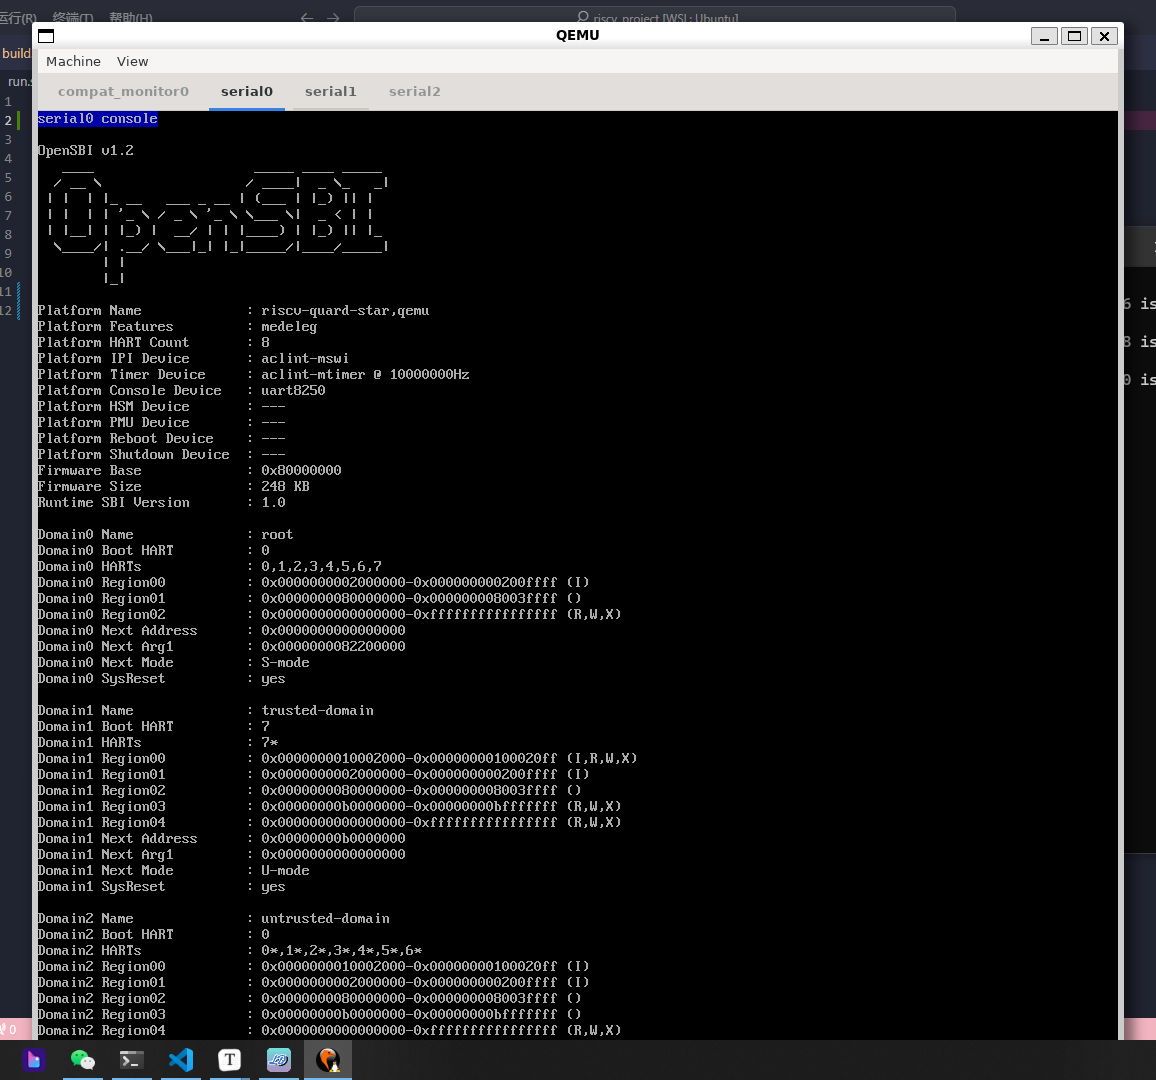 运行(R) 终端(T) 帮助(H)
riscv_project [WSL: Ubuntu]
QEMU
build
run.s
Machine View
compat_monitor0 serial0 serial1 serial2
1
2
3
4
5
6
7
8
9
10
11
12
serial0 console
OpenSBI v1.2
OpenSBI
Platform Name : riscv-quard-star,qemu
Platform Features : medeleg
Platform HART Count : 8
Platform IPI Device : aclint-mswi
Platform Timer Device : aclint-mtimer @ 10000000Hz
Platform Console Device : uart8250
Platform HSM Device : ---
Platform PMU Device : ---
Platform Reboot Device : ---
Platform Shutdown Device : ---
Firmware Base : 0x80000000
Firmware Size : 248 KB
Runtime SBI Version : 1.0
Domain0 Name : root
Domain0 Boot HART : 0
Domain0 HARTs : 0,1,2,3,4,5,6,7
Domain0 Region00 : 0x0000000002000000-0x000000000200ffff (I)
Domain0 Region01 : 0x0000000080000000-0x000000008003ffff ()
Domain0 Region02 : 0x0000000000000000-0xffffffffffffffff (R,W,X)
Domain0 Next Address : 0x0000000000000000
Domain0 Next Arg1 : 0x0000000082200000
Domain0 Next Mode : S-mode
Domain0 SysReset : yes
Domain1 Name : trusted-domain
Domain1 Boot HART : 7
Domain1 HARTs : 7*
Domain1 Region00 : 0x0000000010002000-0x00000000100020ff (I,R,W,X)
Domain1 Region01 : 0x0000000002000000-0x000000000200ffff (I)
Domain1 Region02 : 0x0000000080000000-0x000000008003ffff ()
Domain1 Region03 : 0x00000000b0000000-0x00000000bfffffff (R,W,X)
Domain1 Region04 : 0x0000000000000000-0xffffffffffffffff (R,W,X)
Domain1 Next Address : 0x00000000b0000000
Domain1 Next Arg1 : 0x0000000000000000
Domain1 Next Mode : U-mode
Domain1 SysReset : yes
Domain2 Name : untrusted-domain
Domain2 Boot HART : 0
Domain2 HARTs : 0*,1*,2*,3*,4*,5*,6*
Domain2 Region00 : 0x0000000010002000-0x00000000100020ff (I)
Domain2 Region01 : 0x0000000002000000-0x000000000200ffff (I)
Domain2 Region02 : 0x0000000080000000-0x000000008003ffff ()
Domain2 Region03 : 0x00000000b0000000-0x00000000bfffffff ()
Domain2 Region04 : 0x0000000000000000-0xffffffffffffffff (R,W,X)
6 is
8 is
0 is
0
T